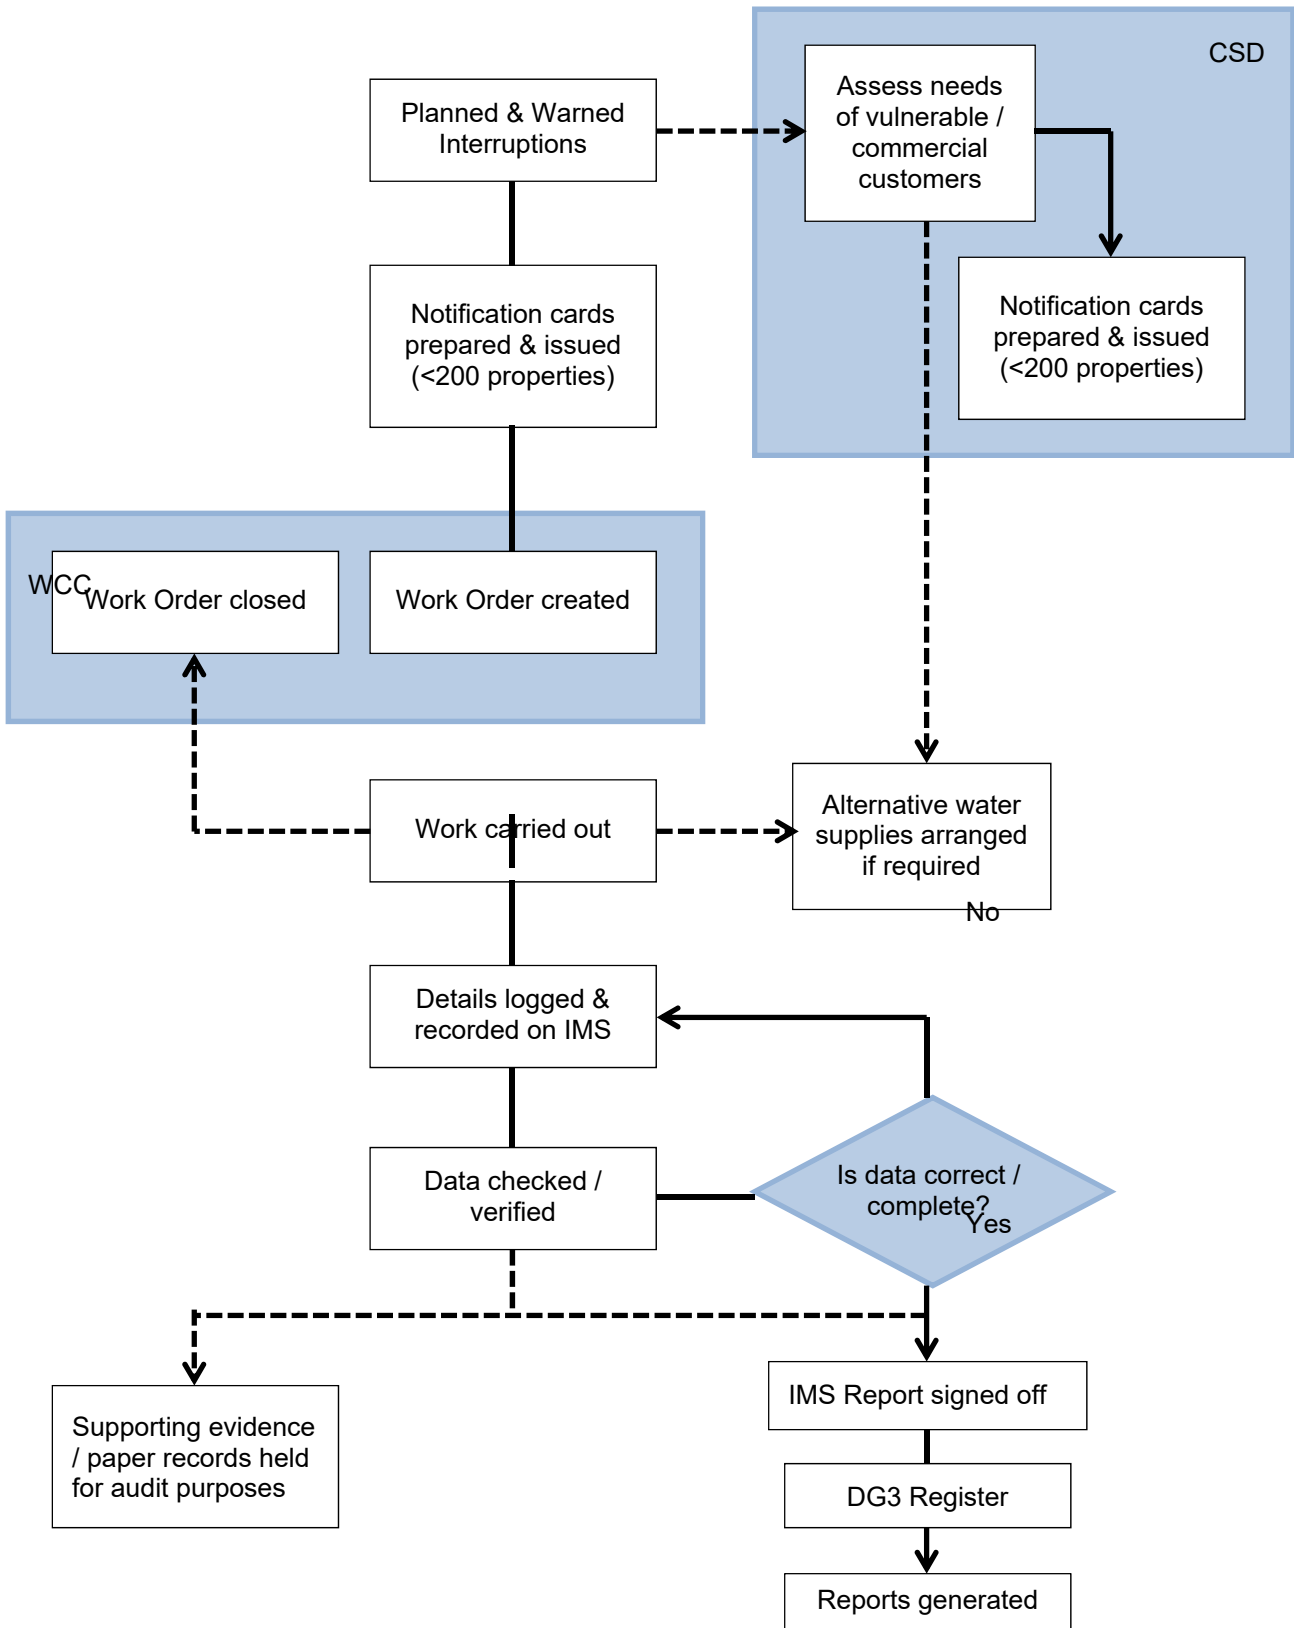 CSD
Planned & Warned
Interruptions
Assess needs
of vulnerable /
commercial
customers
Notification cards
prepared & issued
(<200 properties)
Notification cards
prepared & issued
(<200 properties)
WCC
Work Order closed
Work Order created
Work carried out
Alternative water
supplies arranged
if required
No
Details logged &
recorded on IMS
Data checked /
verified
Is data correct /
complete?
Yes
IMS Report signed off
Supporting evidence
/ paper records held
for audit purposes
DG3 Register
Reports generated